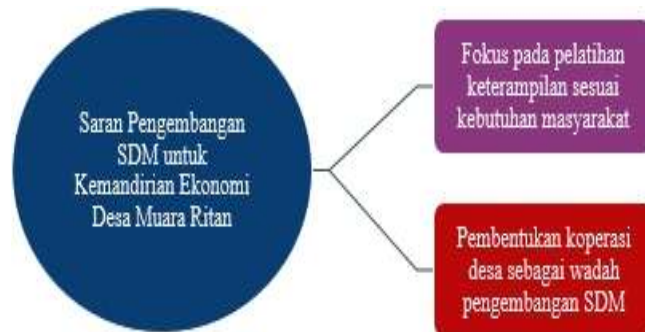 Saran Pengembangan
SDM untuk
Kemandirian Ekonomi
Desa Muara Ritan
Fokus pada pelatihan
keterampilan sesuai
kebutuhan masyarakat
Pembentukan koperasi
desa sebagai wadah
pengembangan SDM